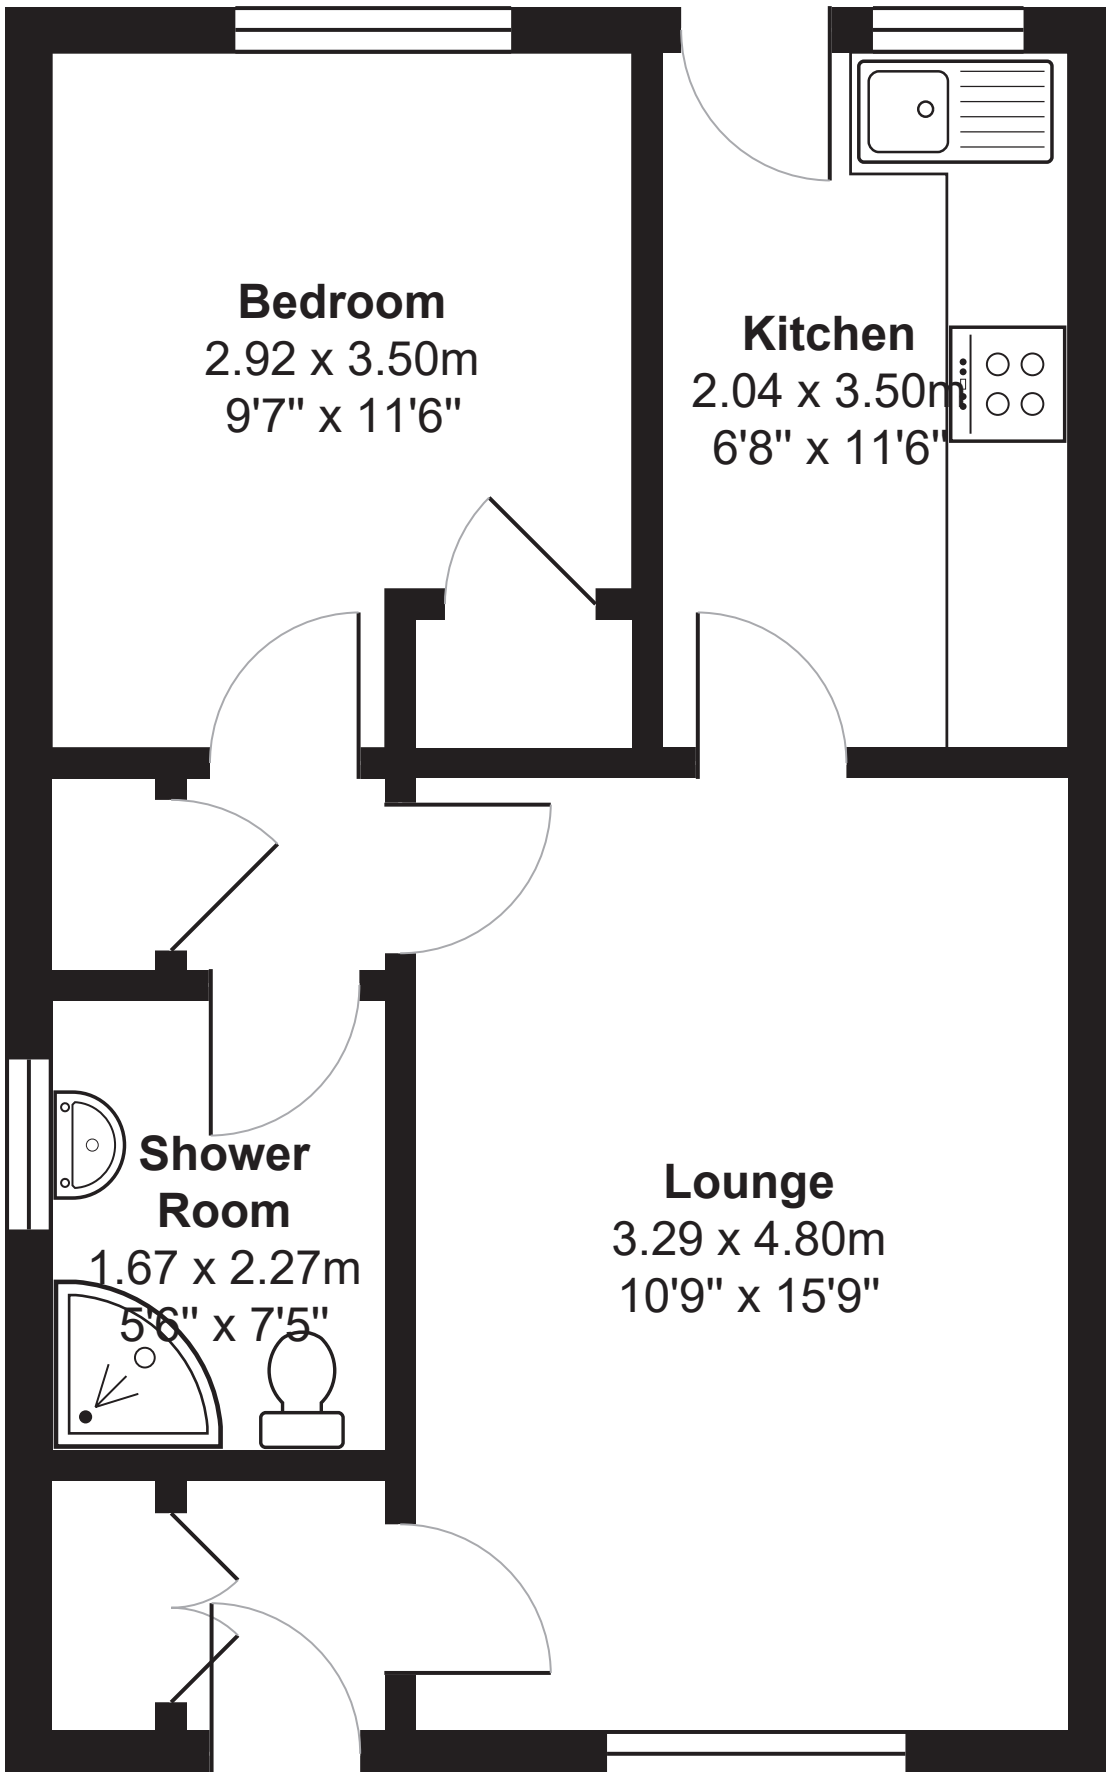 Bedroom
2.92 x 3.50m
9'7" x 11'6"
Kitchen
2.04 x 3.50m
6'8" x 11'6"
Shower
Room
1.67 x 2.27m
5'6" x 7'5"
Lounge
3.29 x 4.80m
10'9" x 15'9"